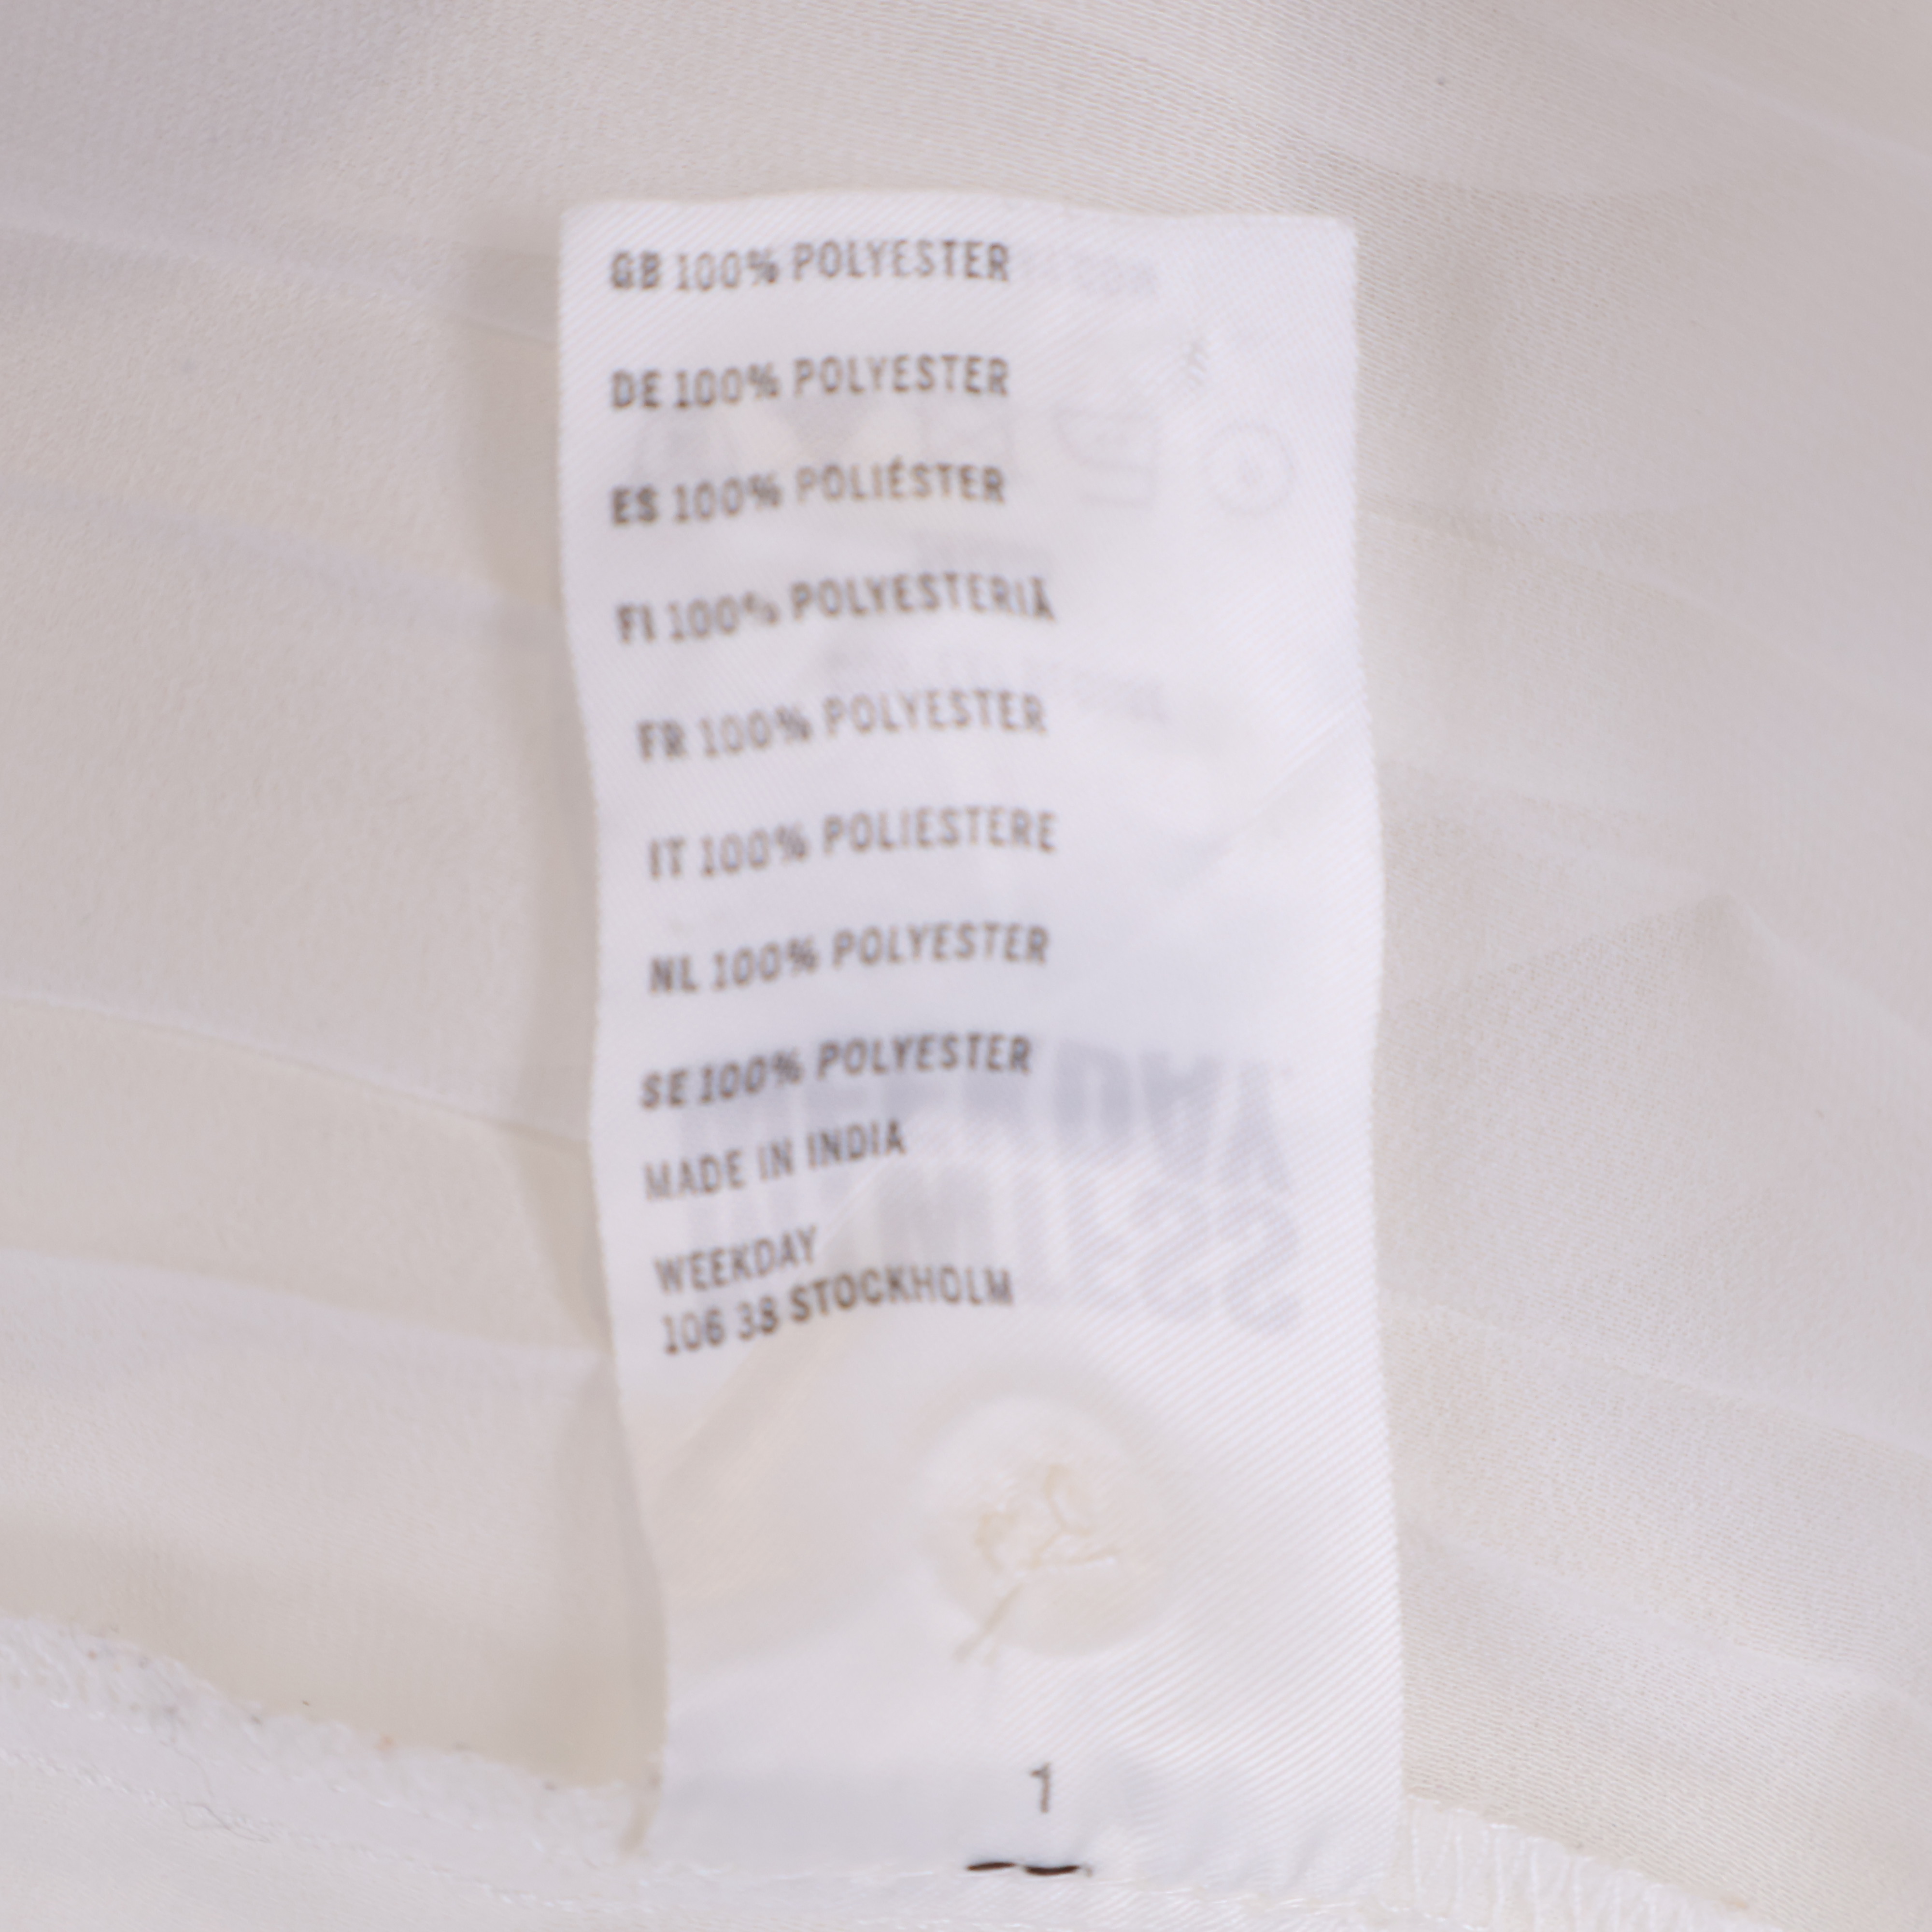 GB 100% POLYESTER
DE 100% POLYESTER
ES 100% POLIÉSTER
FI 100% POLYESTERIÄ
FR 100% POLYESTER
IT 100% POLIESTERE
NL 100% POLYESTER
SE 100% POLYESTER
MADE IN INDIA
WEEKDAY
106 38 STOCKHOLM
1